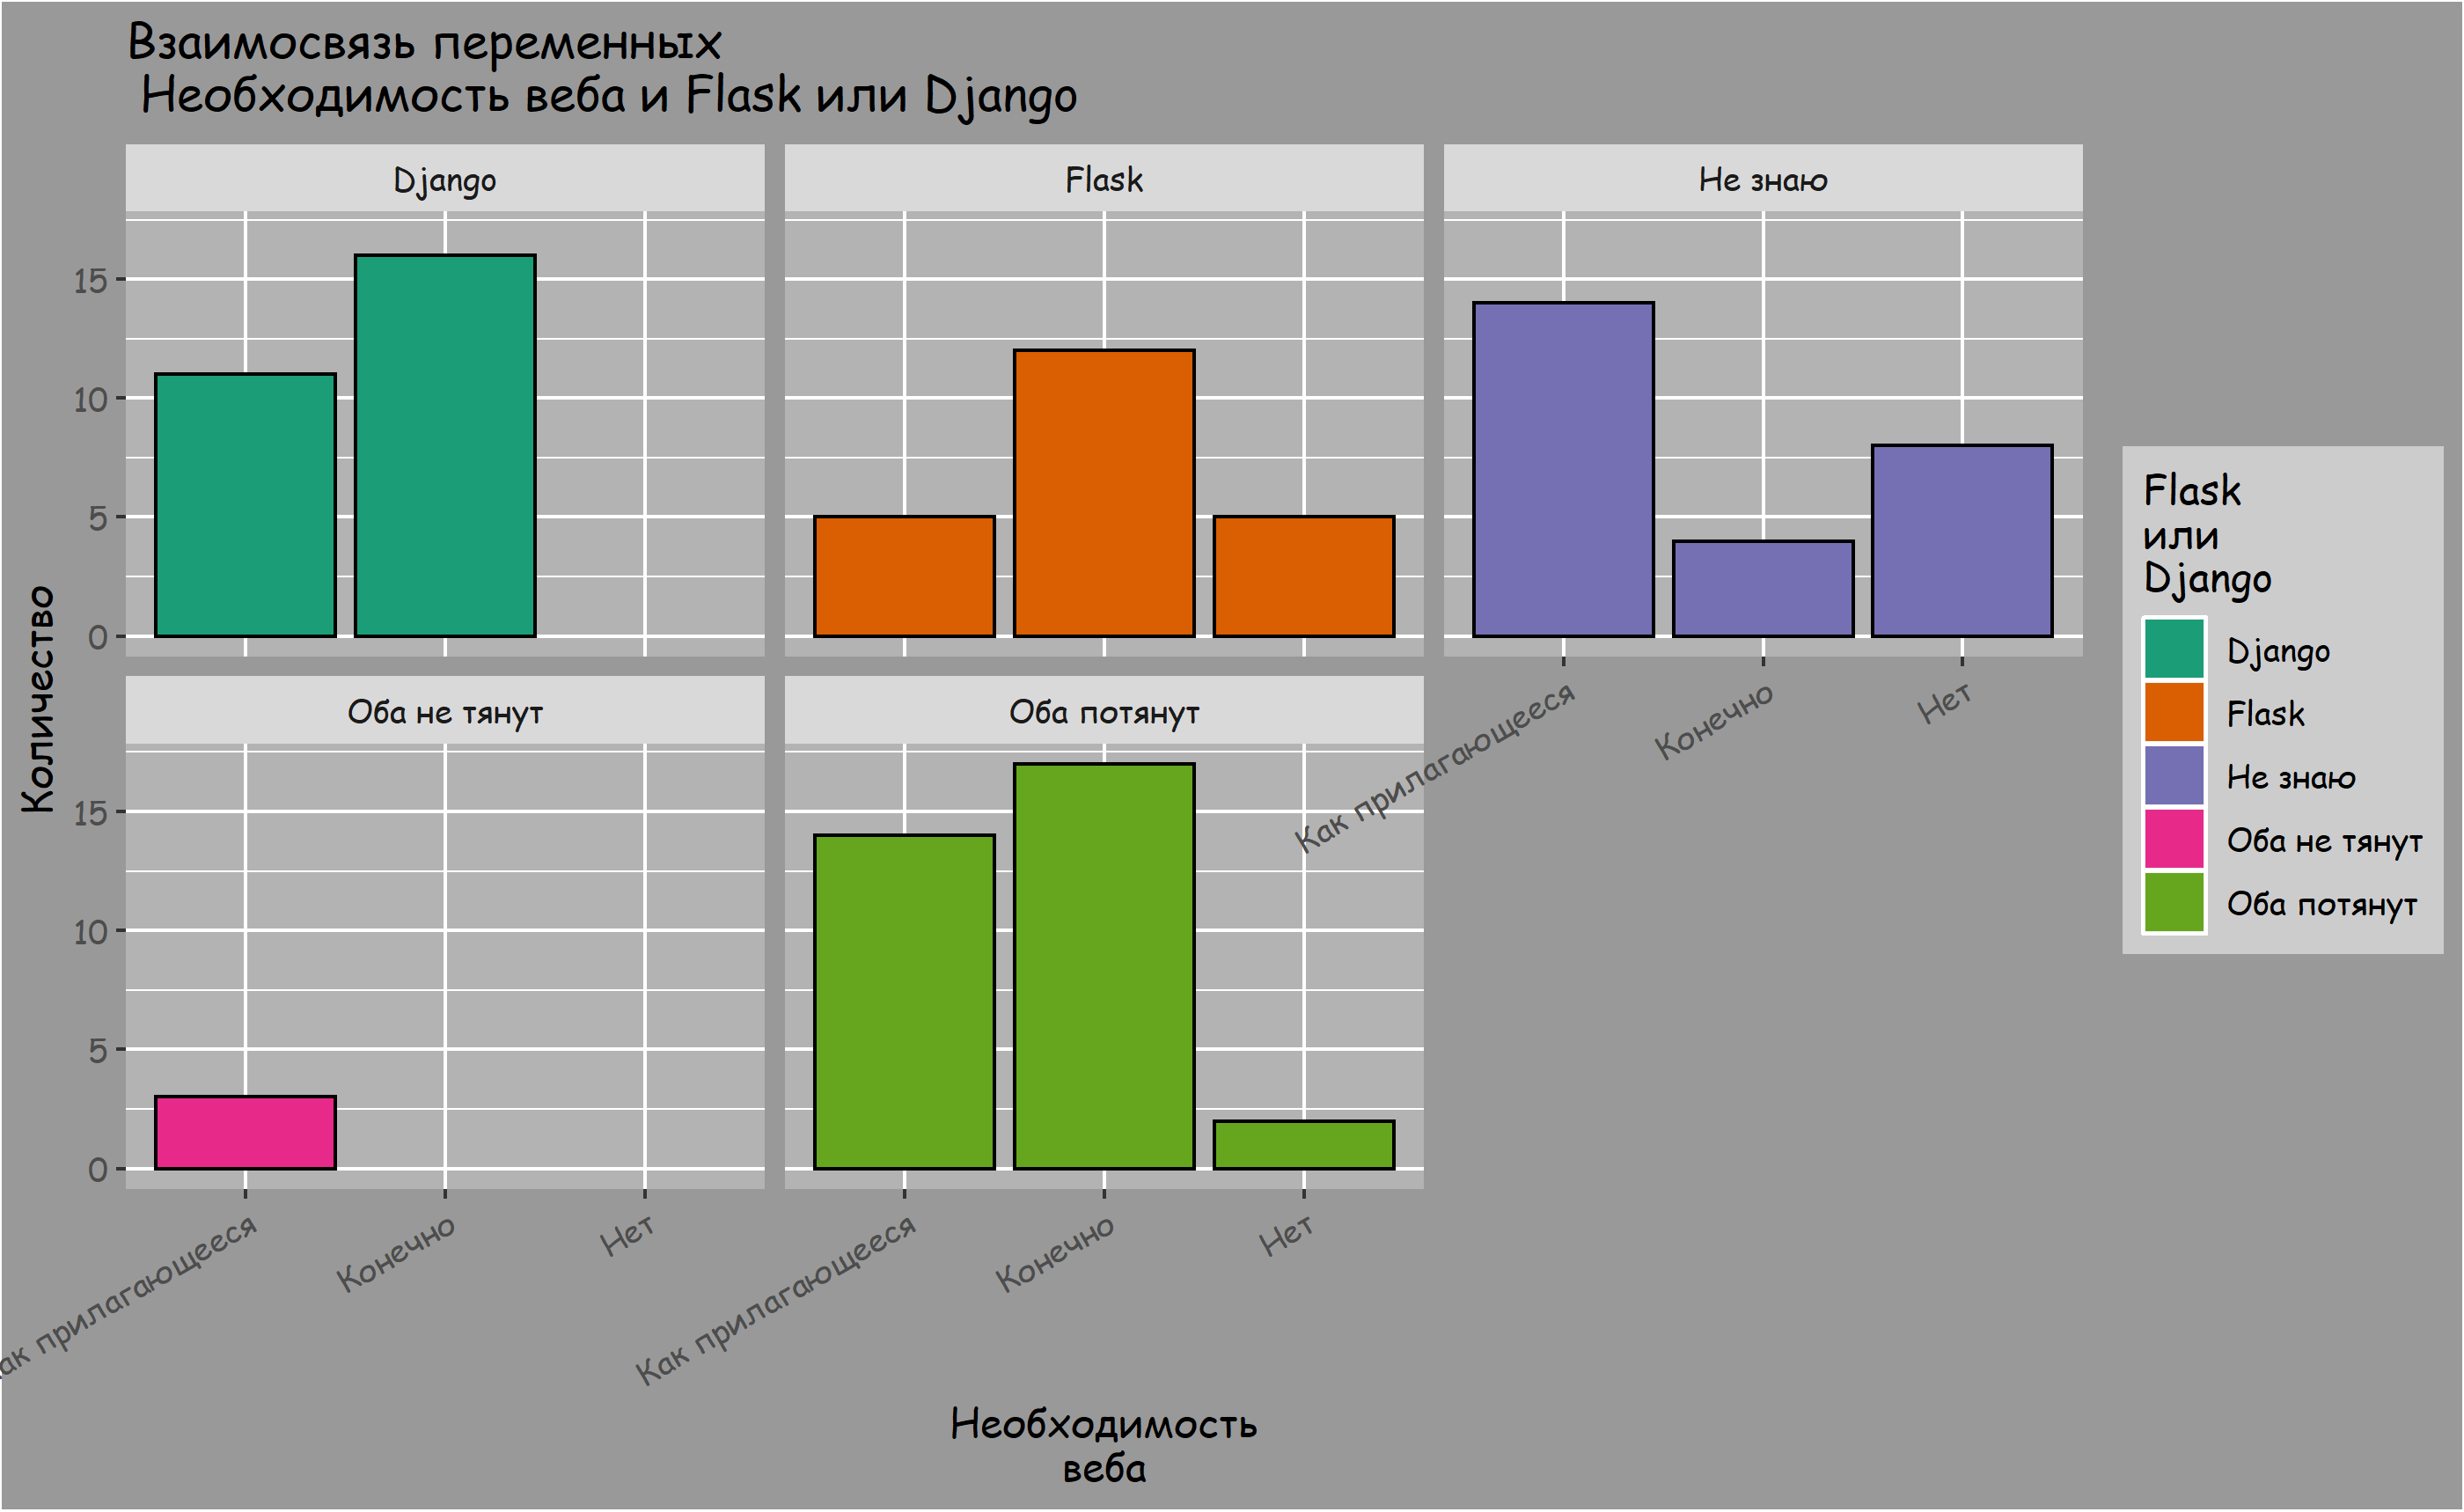 Взаимосвязь переменных
Необходимость веба и Flask или Django
Django
Flask
Не знаю
15
10
5
0
Количество
Как прилагающееся
Конечно
Нет
Оба не тянут
Оба потянут
15
10
5
0
прилагающееся
Конечно
Нет
Как прилагающееся
Конечно
Нет
Необходимость
веба
Flask
или
Django
Django
Flask
Не знаю
Оба не тянут
Оба потянут